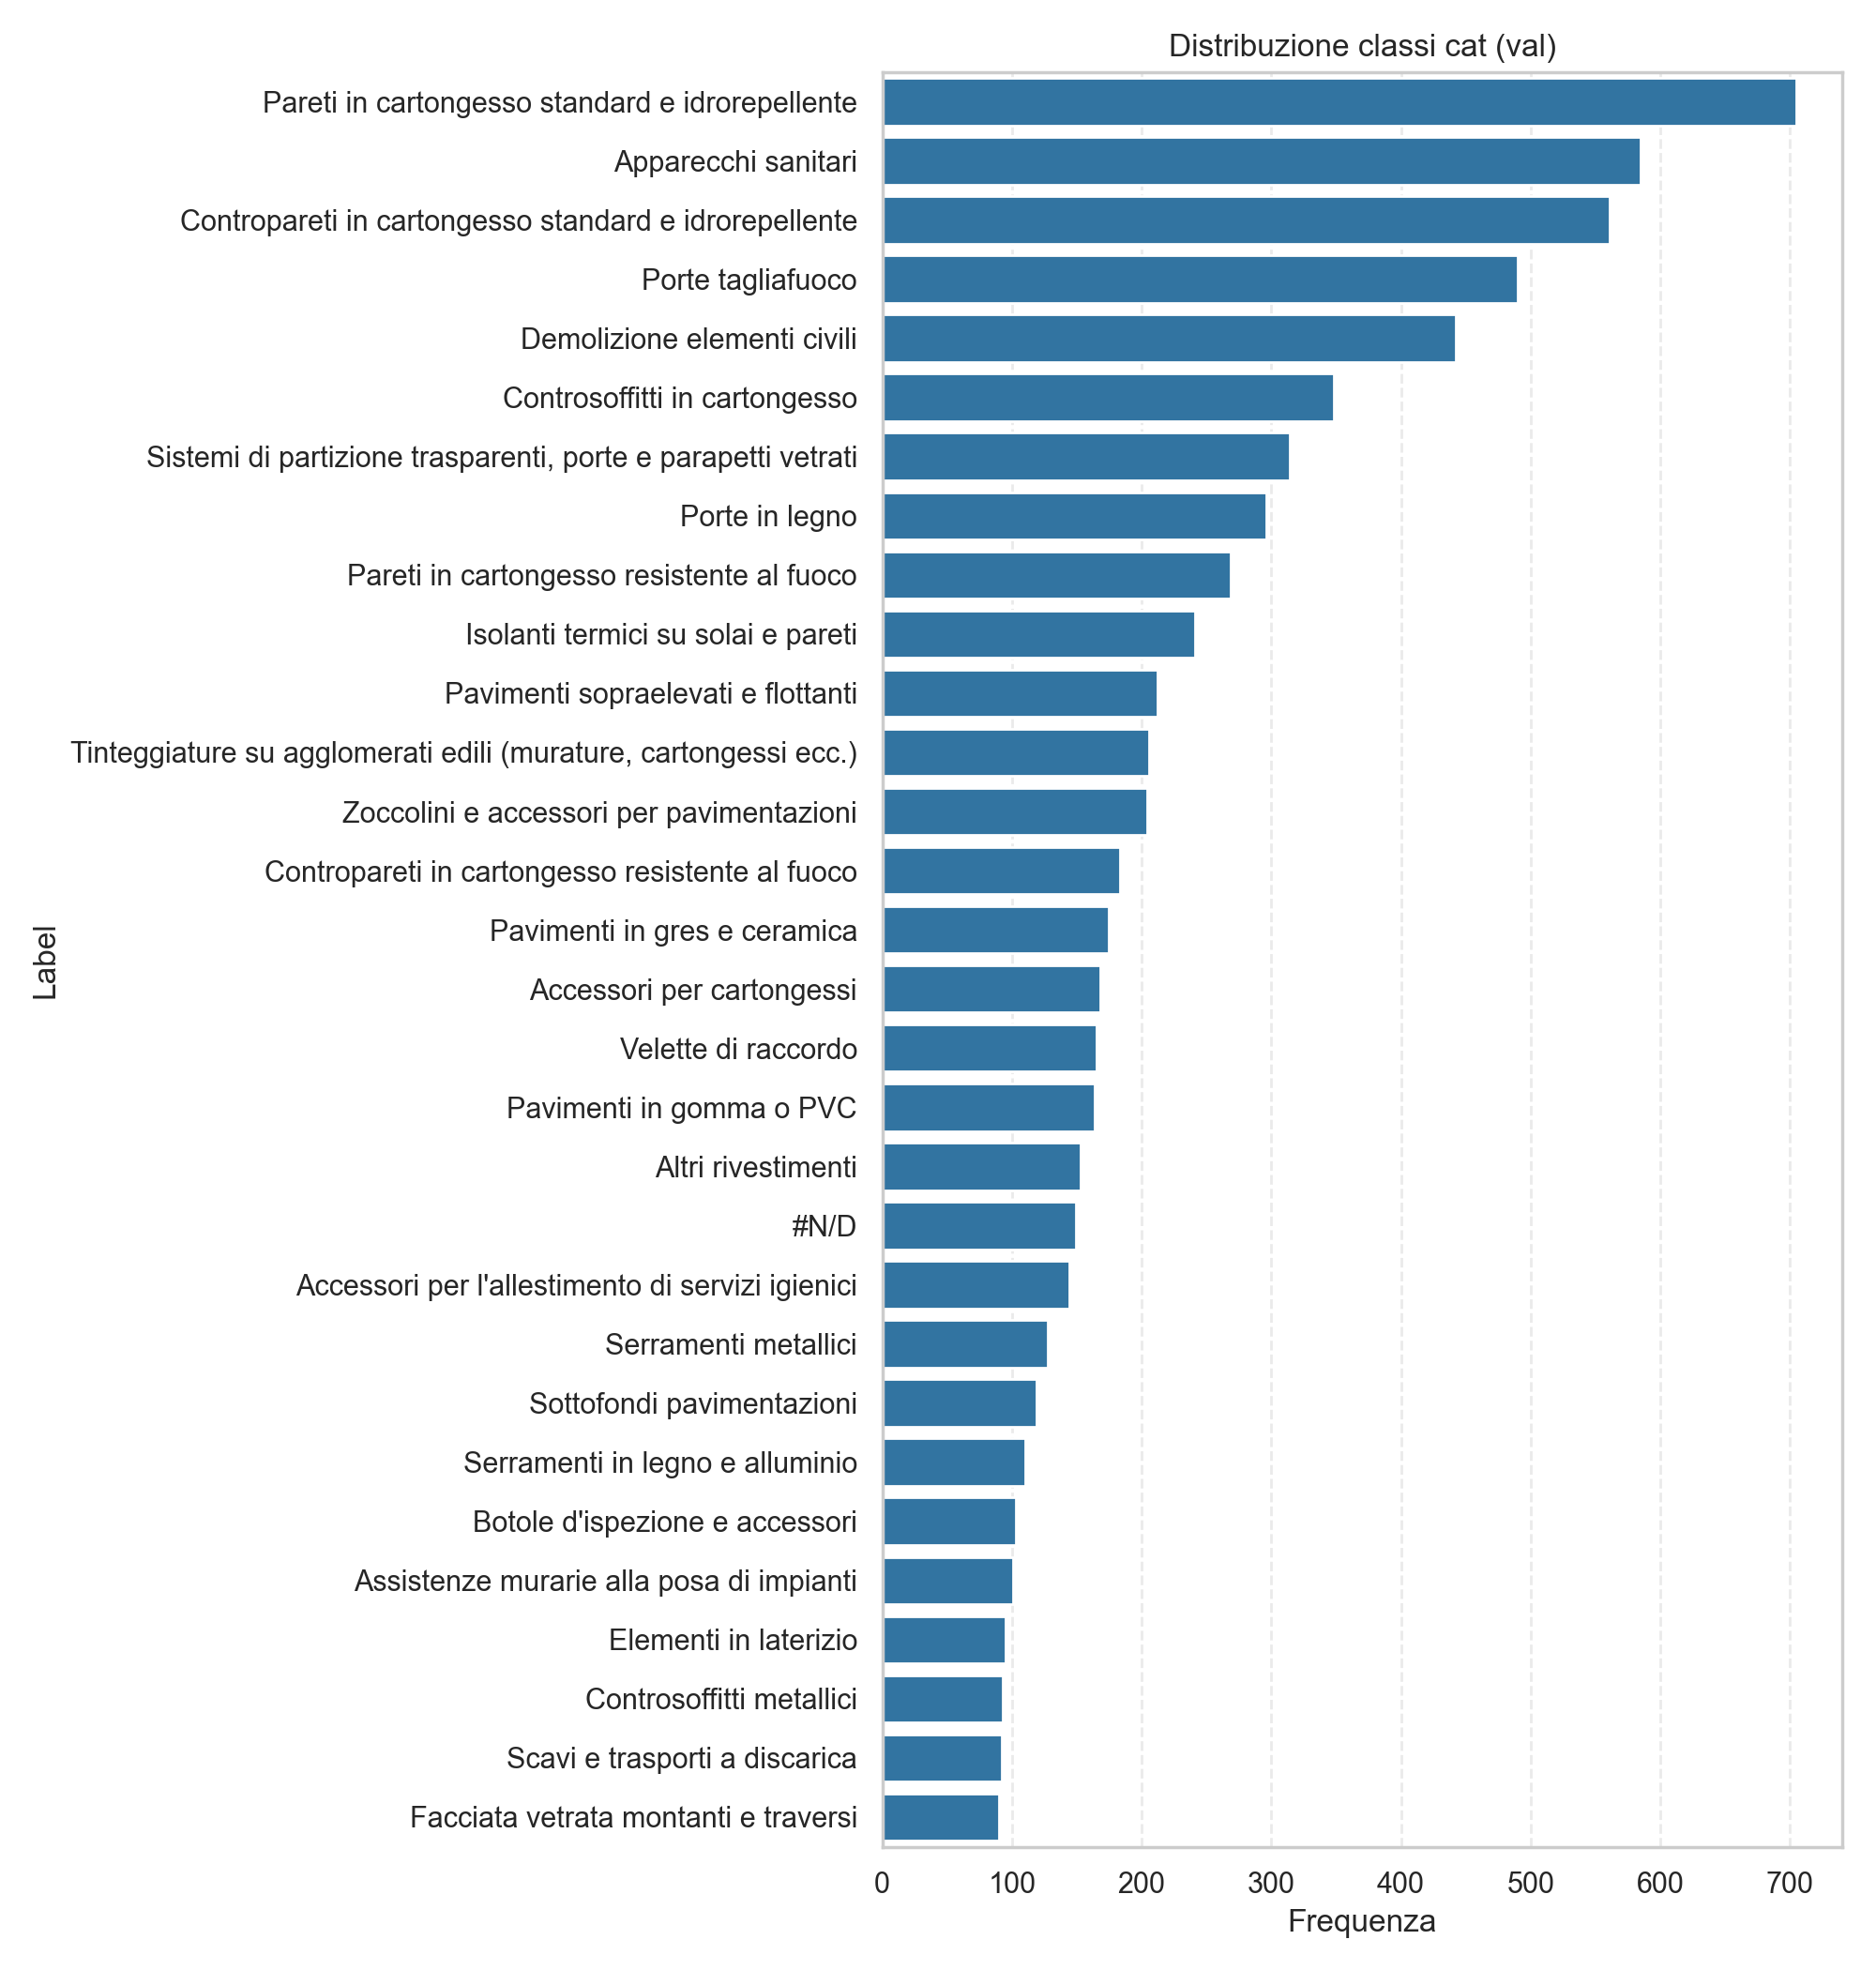 Distribuzione classi cat (val)
Pareti in cartongesso standard e idrorepellente
Apparecchi sanitari
Contropareti in cartongesso standard e idrorepellente
Porte tagliafuoco
Demolizione elementi civili
Controsoffitti in cartongesso
Sistemi di partizione trasparenti, porte e parapetti vetrati
Porte in legno
Pareti in cartongesso resistente al fuoco
Isolanti termici su solai e pareti
Pavimenti sopraelevati e flottanti
Tinteggiature su agglomerati edili (murature, cartongessi ecc.)
Zoccolini e accessori per pavimentazioni
Contropareti in cartongesso resistente al fuoco
Pavimenti in gres e ceramica
Accessori per cartongessi
Velette di raccordo
Pavimenti in gomma o PVC
Altri rivestimenti
#N/D
Accessori per l'allestimento di servizi igienici
Serramenti metallici
Sottofondi pavimentazioni
Serramenti in legno e alluminio
Botole d'ispezione e accessori
Assistenze murarie alla posa di impianti
Elementi in laterizio
Controsoffitti metallici
Scavi e trasporti a discarica
Facciata vetrata montanti e traversi
Label
0 100 200 300 400 500 600 700
Frequenza